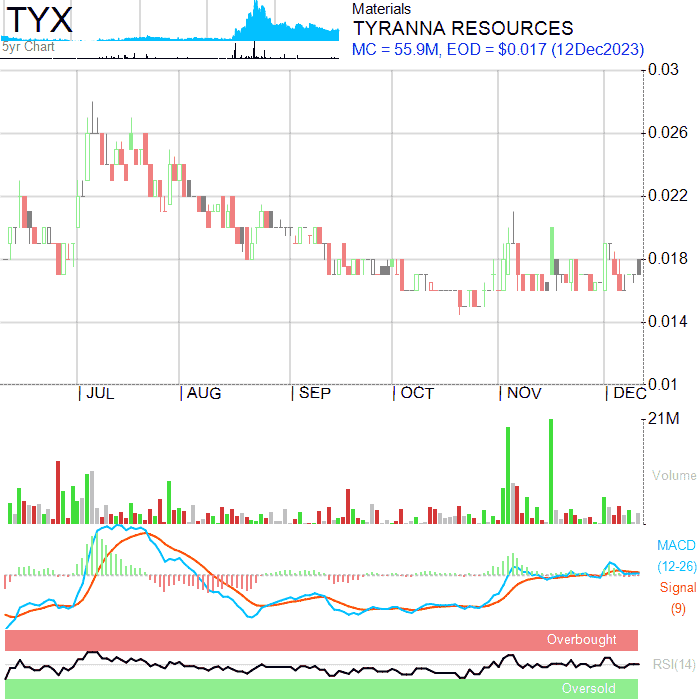 TYX
5yr Chart
Materials
TYRANNA RESOURCES
MC = 55.9M, EOD = $0.017 (12Dec2023)
0.03
0.026
0.022
0.018
0.014
0.01
JUL AUG SEP OCT NOV DEC
21M
Volume
MACD
(12-26)
Signal
(9)
Overbought
RSI(14)
Oversold